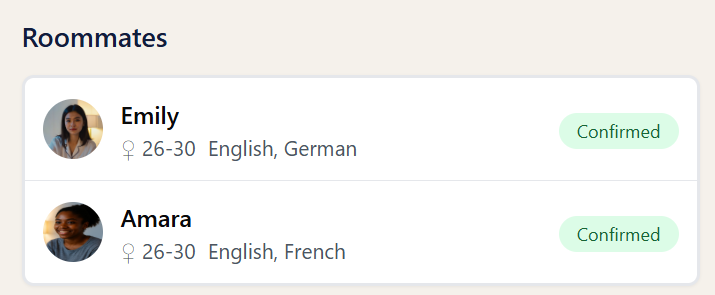 Roommates
Emily
♀ 26-30 English, German
Confirmed
Amara
♀ 26-30 English, French
Confirmed